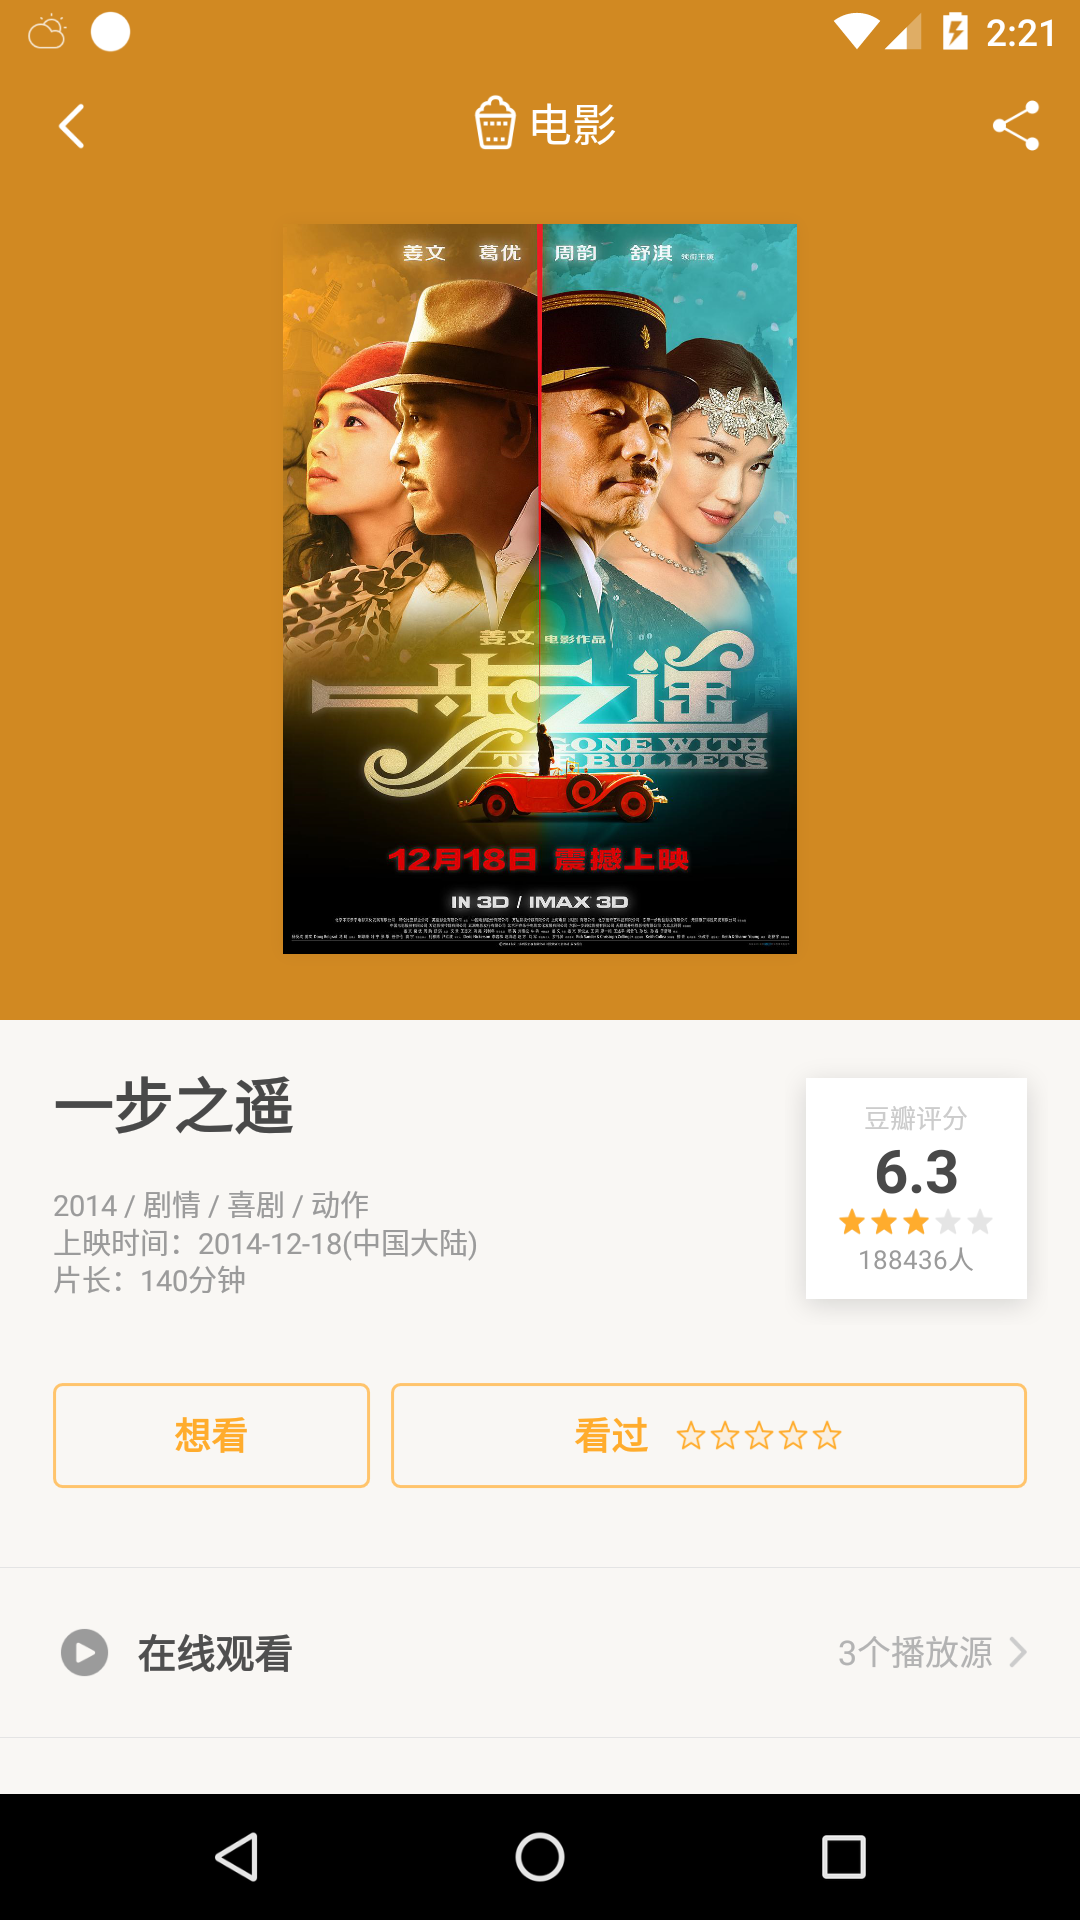 2:21
电影
姜文 葛优 周韵 舒淇 领衔主演
姜文 电影作品
一步之遥
GONE WITH
THE BULLETS
12月18日 震撼上映
IN 3D / IMAX 3D
一步之遥
豆瓣评分
6.3
188436人
2014 / 剧情 / 喜剧 / 动作
上映时间：2014-12-18(中国大陆)
片长：140分钟
想看
看过
在线观看
3个播放源